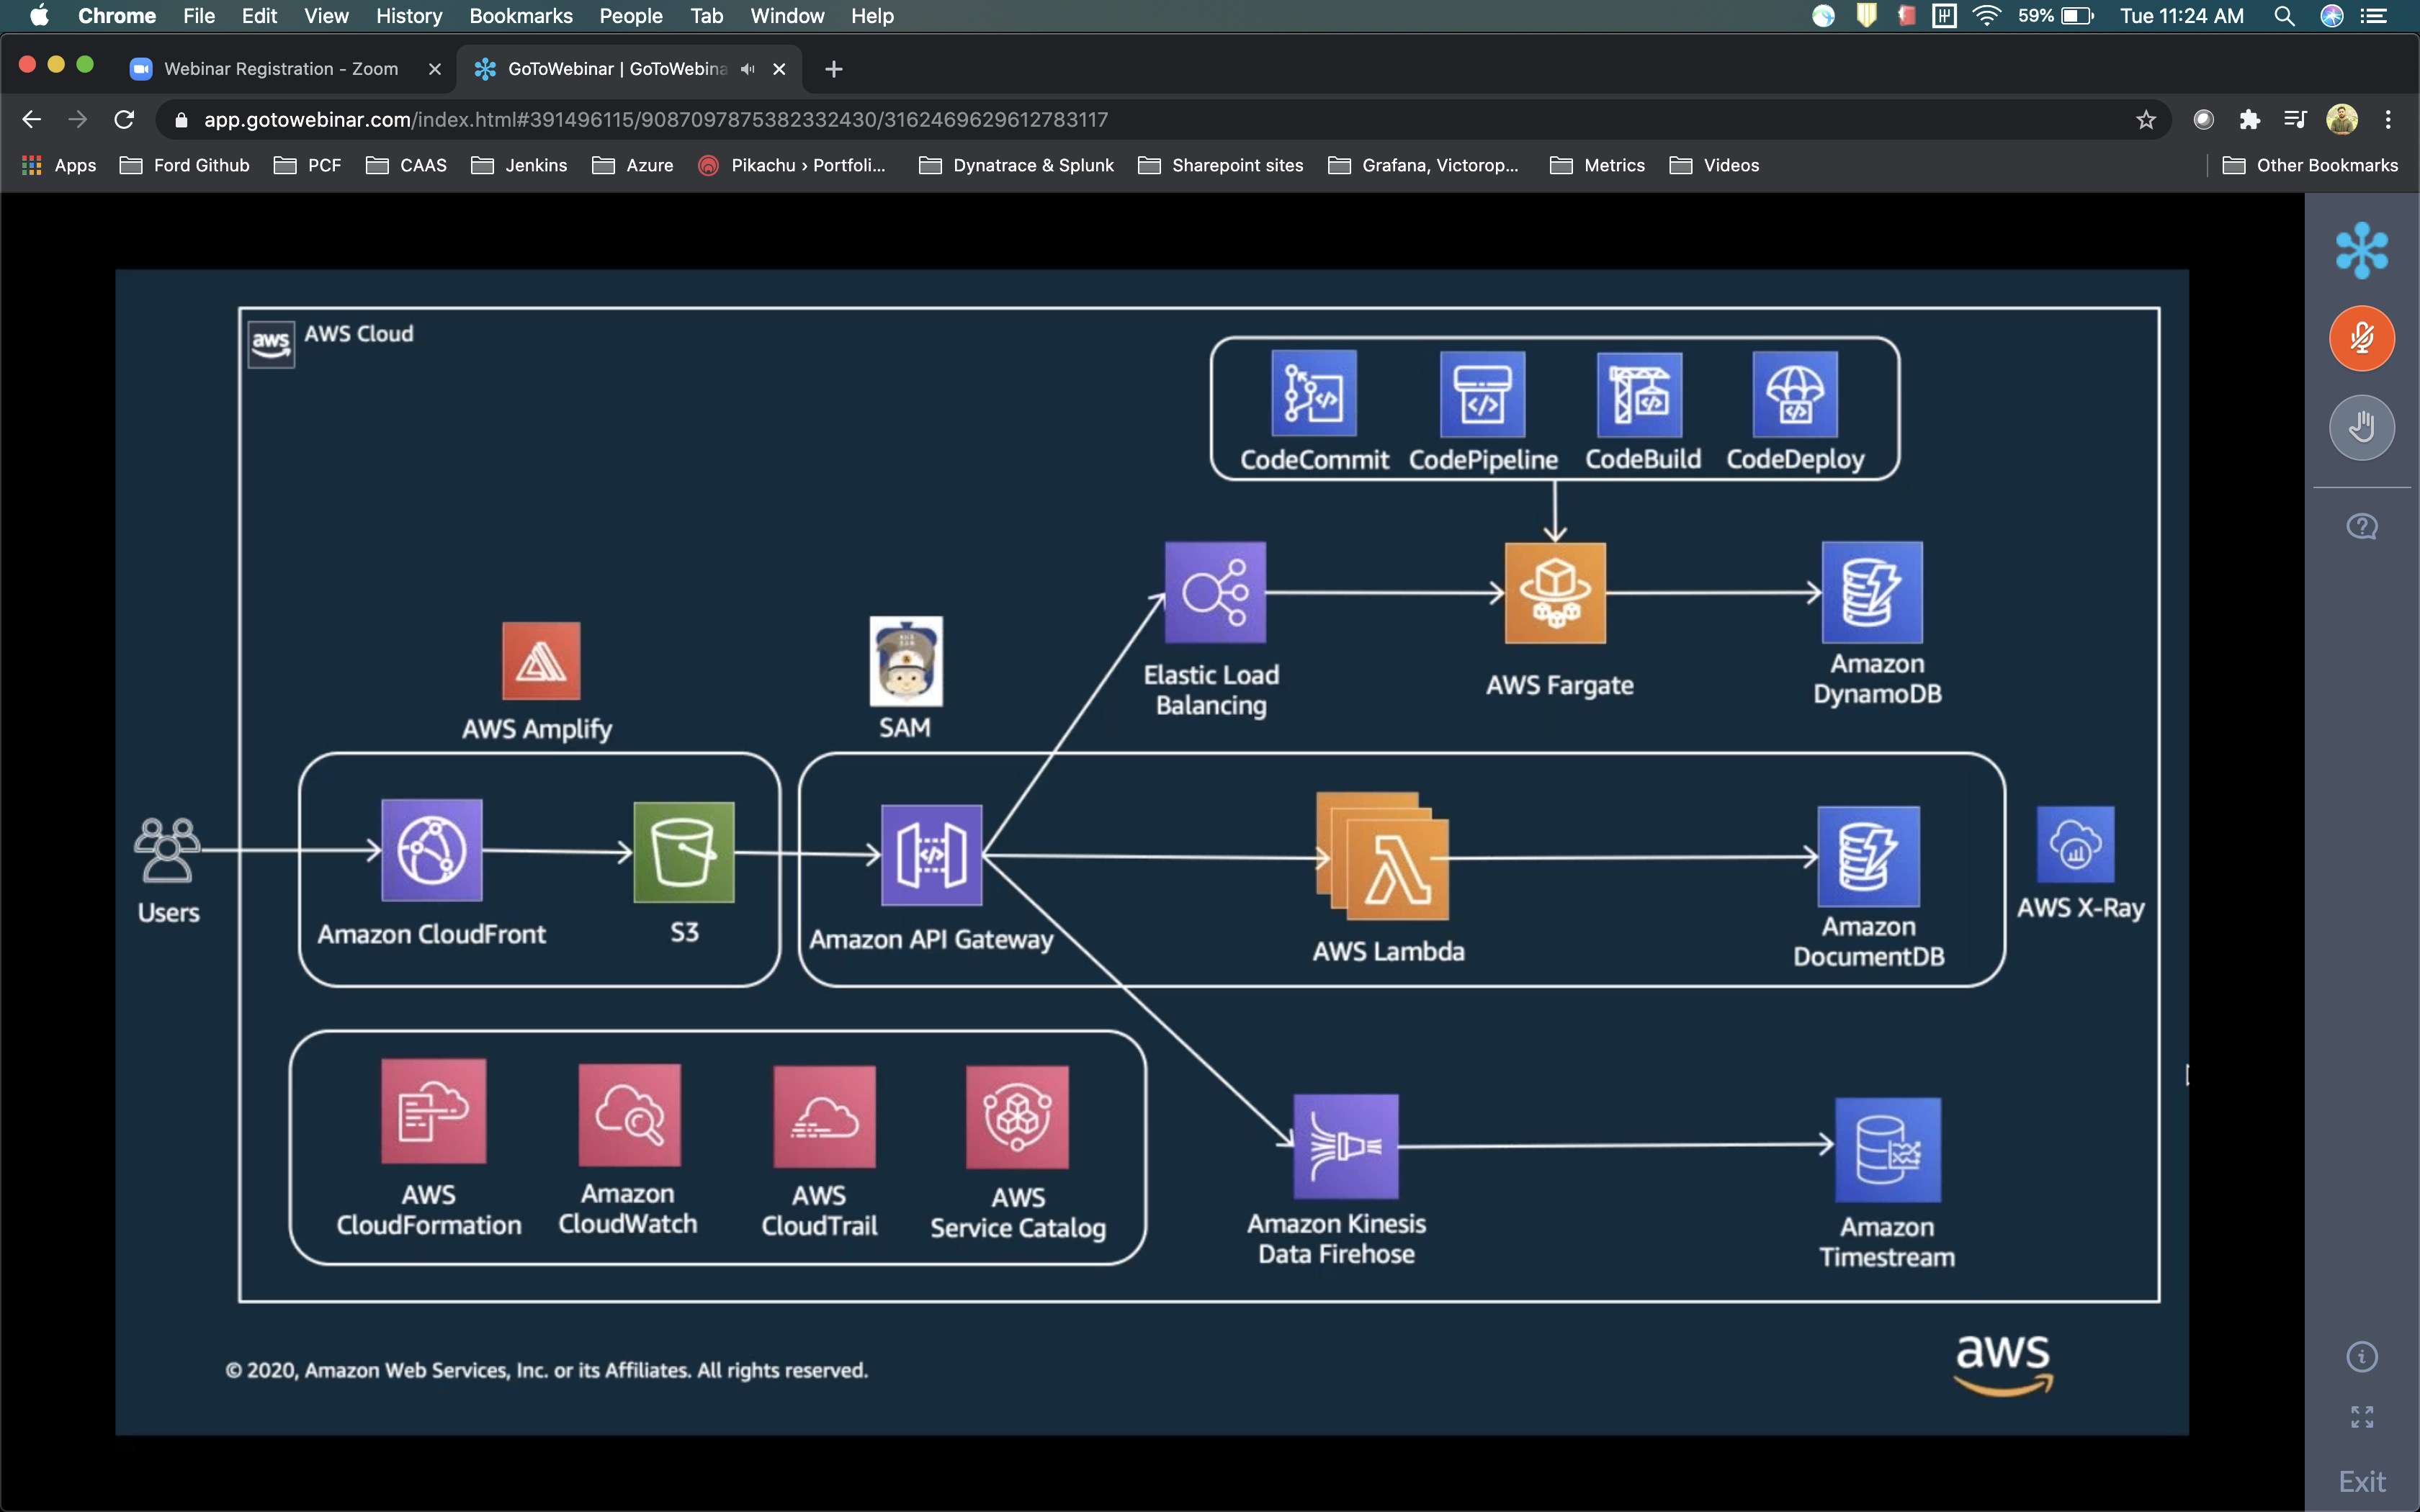 Chrome File Edit View History Bookmarks People Tab Window Help 59% Tue 11:24 AM
Webinar Registration - Zoom GoToWebinar | GoToWebina
app.gotowebinar.com/index.html#391496115/9087097875382332430/3162469629612783117
Apps Ford Github PCF CAAS Jenkins Azure Pikachu › Portfoli... Dynatrace & Splunk Sharepoint sites Grafana, Victorop... Metrics Videos Other Bookmarks
aws AWS Cloud
CodeCommit CodePipeline CodeBuild CodeDeploy
Elastic Load
Balancing
AWS Fargate
Amazon
DynamoDB
AWS Amplify
SAM
Users
Amazon CloudFront
S3
Amazon API Gateway
AWS Lambda
Amazon
DocumentDB
AWS X-Ray
AWS
CloudFormation
Amazon
CloudWatch
AWS
CloudTrail
AWS
Service Catalog
Amazon Kinesis
Data Firehose
Amazon
Timestream
© 2020, Amazon Web Services, Inc. or its Affiliates. All rights reserved.
aws
Exit